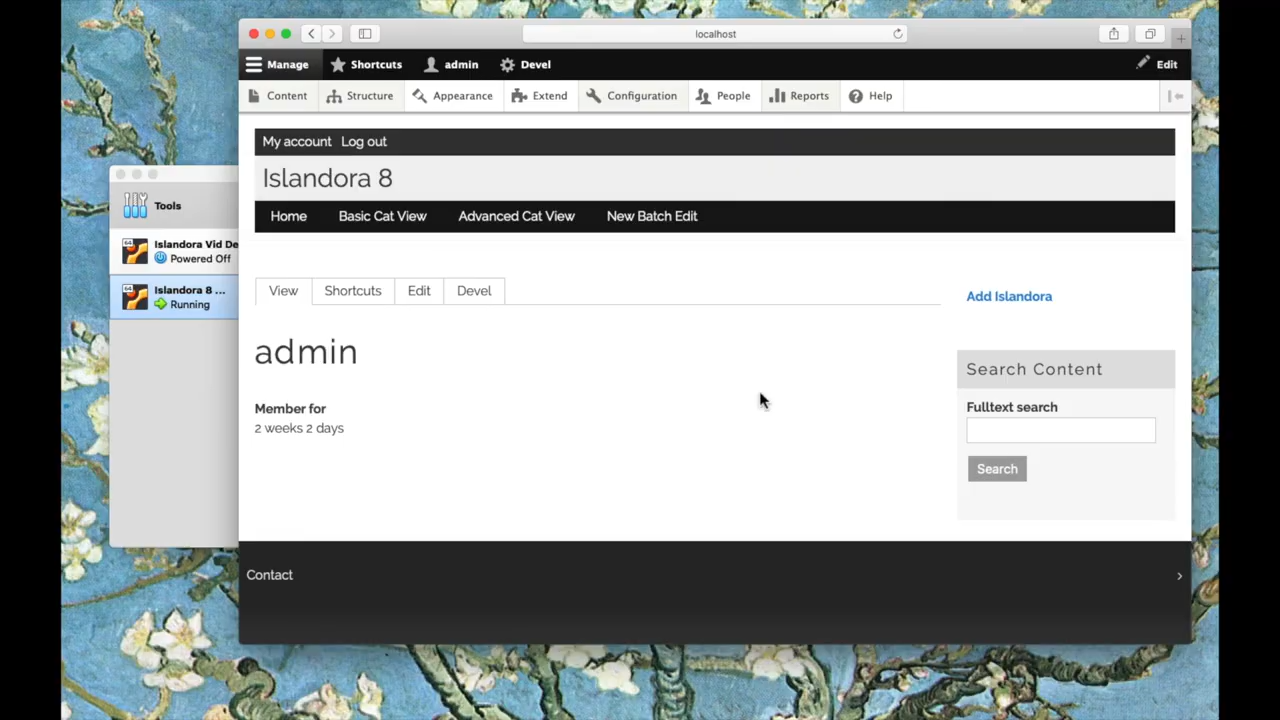 localhost
Manage Shortcuts admin Devel Edit
Content Structure Appearance Extend Configuration People Reports Help
My account Log out
Islandora 8
Home Basic Cat View Advanced Cat View New Batch Edit
Tools
64 Islandora Vid De
Powered Off
64 Islandora 8 ...
Running
View Shortcuts Edit Devel
Add Islandora
admin
Member for
2 weeks 2 days
Search Content
Fulltext search
Search
Contact